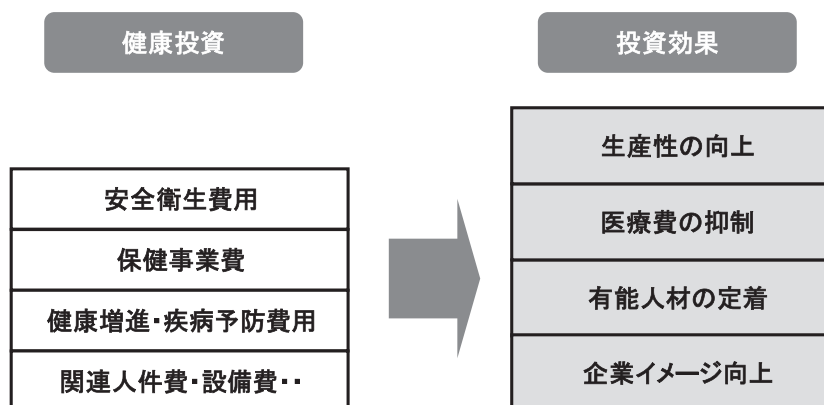 健康投資
投資効果
安全衛生費用
保健事業費
健康増進・疾病予防費用
関連人件費・設備費・・
生産性の向上
医療費の抑制
有能人材の定着
企業イメージ向上